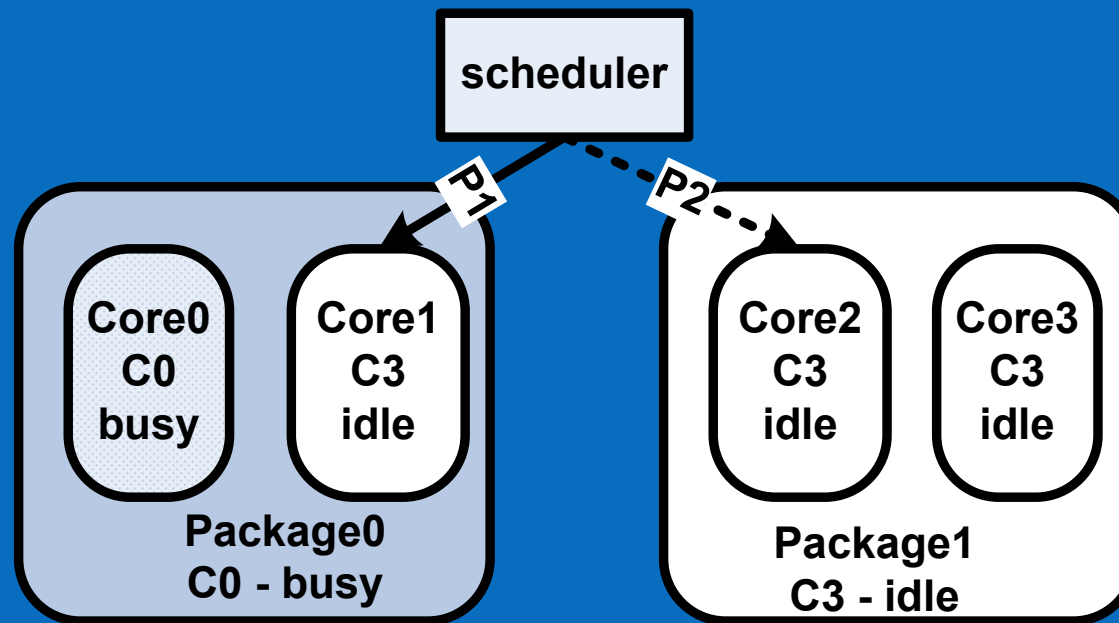 scheduler
P1
P2
Core0
C0
busy
Core1
C3
idle
Package0
C0 - busy
Core2
C3
idle
Core3
C3
idle
Package1
C3 - idle